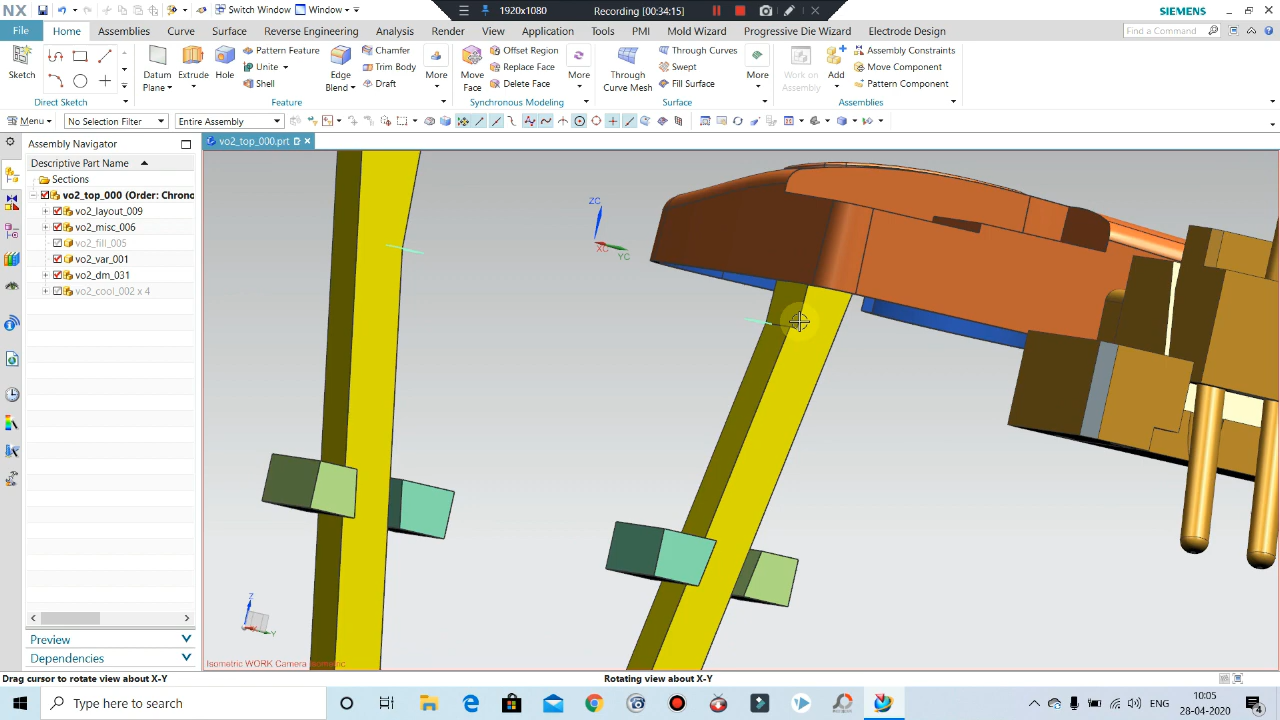 NX
Switch Window
Window
1920x1080
Recording [00:34:15]
SIEMENS
File
Home
Assemblies
Curve
Surface
Reverse Engineering
Analysis
Render
View
Application
Tools
PMI
Mold Wizard
Progressive Die Wizard
Electrode Design
Find a Command
Sketch
Direct Sketch
Datum Plane
Extrude
Hole
Pattern Feature
Unite
Shell
Edge Blend
Chamfer
Trim Body
Draft
More
Feature
Move Face
Offset Region
Replace Face
Delete Face
More
Synchronous Modeling
Through Curve Mesh
Through Curves
Swept
Fill Surface
More
Surface
Work on Assembly
Add
Assembly Constraints
Move Component
Pattern Component
Assemblies
Menu
No Selection Filter
Entire Assembly
Assembly Navigator
vo2_top_000.prt
Descriptive Part Name
Sections
vo2_top_000 (Order: Chrono
vo2_layout_009
vo2_misc_006
vo2_fill_005
vo2_var_001
vo2_dm_031
vo2_cool_002 x 4
ZC
XC
YC
Z
Y
Preview
Dependencies
Isometric WORK Camera Isometric
Drag cursor to rotate view about X-Y
Rotating view about X-Y
Type here to search
ENG
10:05
28-04-2020
4